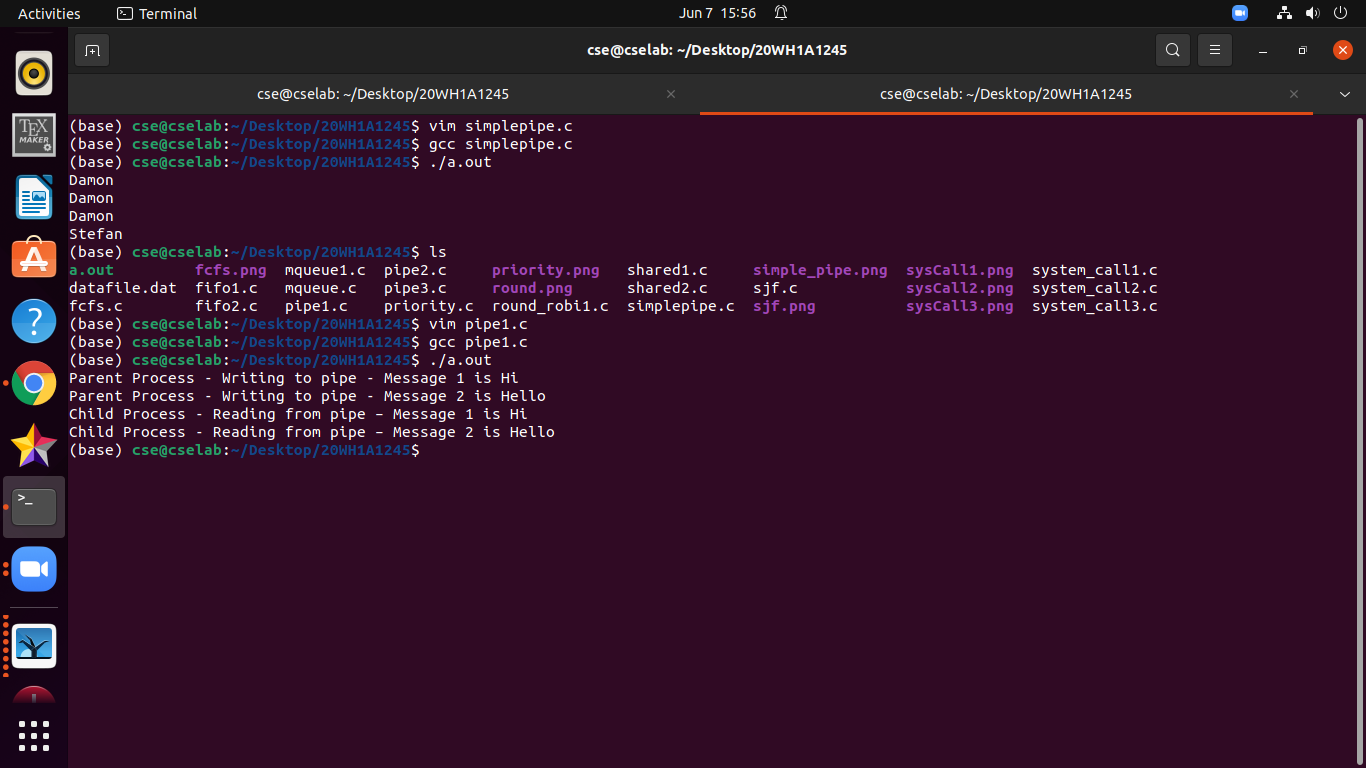 Activities Terminal Jun 7 15:56
cse@cselab: ~/Desktop/20WH1A1245
cse@cselab: ~/Desktop/20WH1A1245 cse@cselab: ~/Desktop/20WH1A1245
(base) cse@cselab:~/Desktop/20WH1A1245$ vim simplepipe.c
(base) cse@cselab:~/Desktop/20WH1A1245$ gcc simplepipe.c
(base) cse@cselab:~/Desktop/20WH1A1245$ ./a.out
Damon
Damon
Damon
Stefan
(base) cse@cselab:~/Desktop/20WH1A1245$ ls
a.out fcfs.png mqueue1.c pipe2.c priority.png shared1.c simple_pipe.png sysCall1.png system_call1.c
datafile.dat fifo1.c mqueue.c pipe3.c round.png shared2.c sjf.c sysCall2.png system_call2.c
fcfs.c fifo2.c pipe1.c priority.c round_robi1.c simplepipe.c sjf.png sysCall3.png system_call3.c
(base) cse@cselab:~/Desktop/20WH1A1245$ vim pipe1.c
(base) cse@cselab:~/Desktop/20WH1A1245$ gcc pipe1.c
(base) cse@cselab:~/Desktop/20WH1A1245$ ./a.out
Parent Process - Writing to pipe - Message 1 is Hi
Parent Process - Writing to pipe - Message 2 is Hello
Child Process - Reading from pipe – Message 1 is Hi
Child Process - Reading from pipe – Message 2 is Hello
(base) cse@cselab:~/Desktop/20WH1A1245$
TEX
MAKER